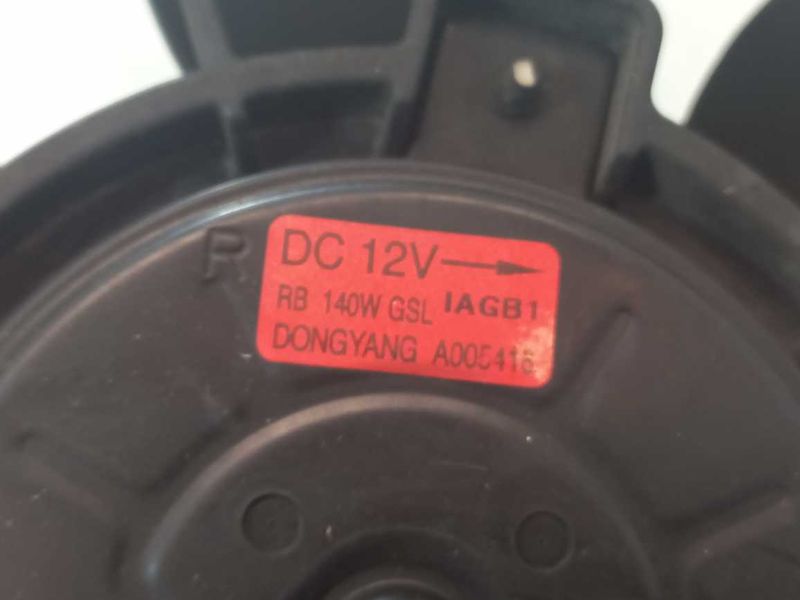 R
DC 12V
RB 140W GSL IAGB1
DONGYANG A005416